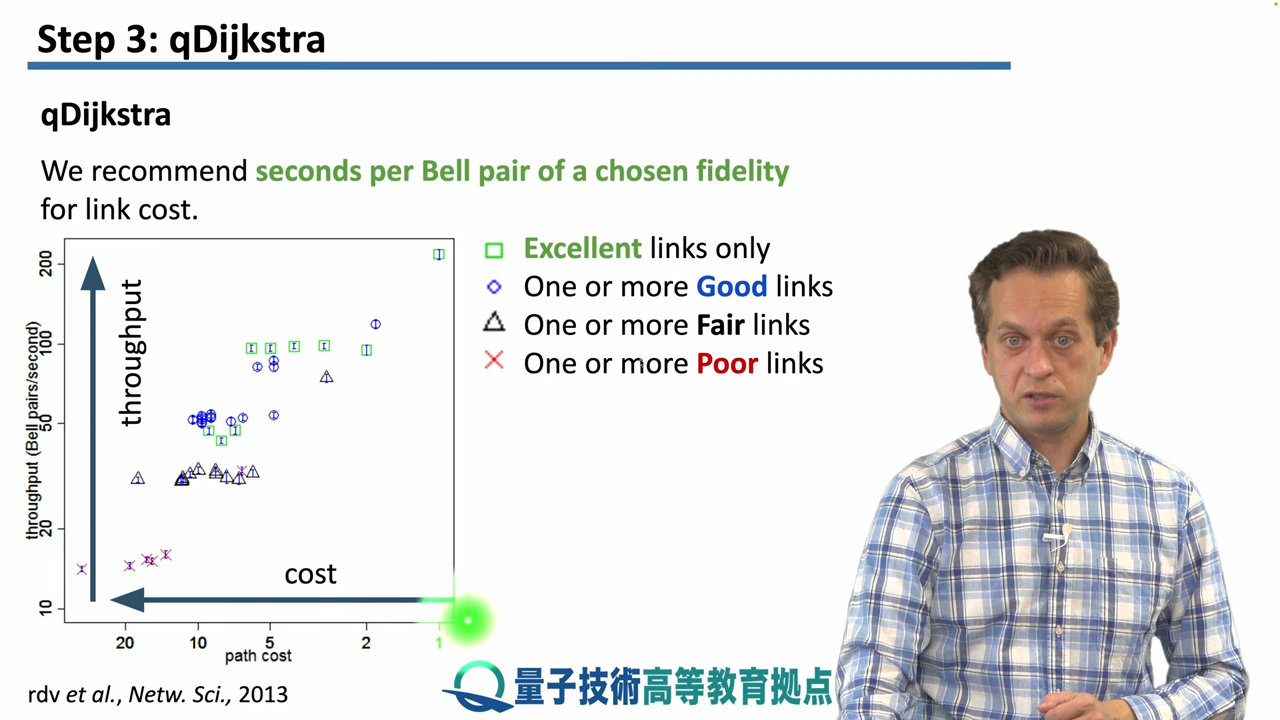 Step 3: qDijkstra
qDijkstra
We recommend seconds per Bell pair of a chosen fidelity
for link cost.
Excellent links only
One or more Good links
One or more Fair links
One or more Poor links
throughput (Bell pairs/second)
200
100
50
20
10
throughput
cost
20
10
5
2
1
path cost
量子技術高等教育拠点
rdv et al., Netw. Sci., 2013